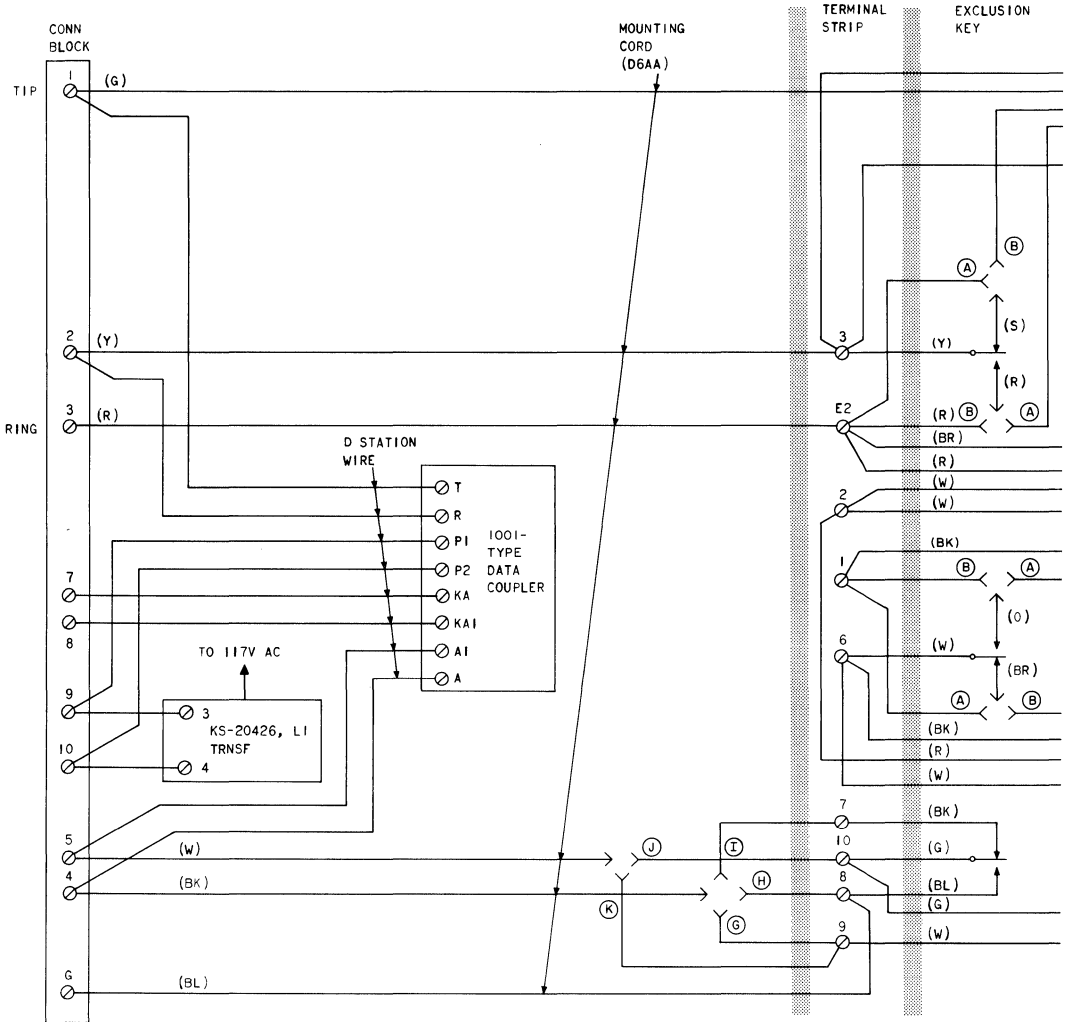 CONN
BLOCK
MOUNTING
CORD
(D6AA)
TERMINAL
STRIP
EXCLUSION
KEY
TIP
1
(G)
B
A
(S)
2
(Y)
3
(Y)
(R)
RING
3
(R)
E2
(R) B
A
(BR)
(R)
D STATION
WIRE
(W)
2
(W)
T
R
P1
P2
KA
KA1
A1
A
1001-
TYPE
DATA
COUPLER
(BK)
1
B
A
7
8
(O)
6
(W)
(BR)
TO 117V AC
9
3
KS-20426, L1
TRNSF
4
10
A
B
(BK)
(R)
(W)
7
(BK)
5
(W)
J
I
10
(G)
4
(BK)
K
H
8
(BL)
(G)
G
9
(W)
G
(BL)